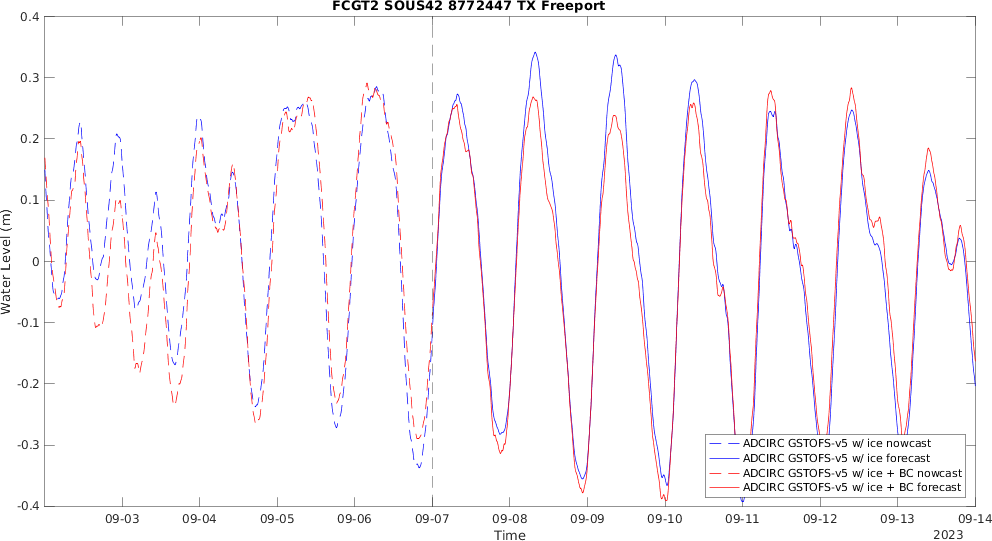 FCGT2 SOUS42 8772447 TX Freeport
0.4
0.3
0.2
0.1
0
-0.1
-0.2
-0.3
-0.4
Water Level (m)
ADCIRC GSTOFS-v5 w/ ice nowcast
ADCIRC GSTOFS-v5 w/ ice forecast
ADCIRC GSTOFS-v5 w/ ice + BC nowcast
ADCIRC GSTOFS-v5 w/ ice + BC forecast
09-03 09-04 09-05 09-06 09-07 09-08 09-09 09-10 09-11 09-12 09-13 09-14
Time
2023